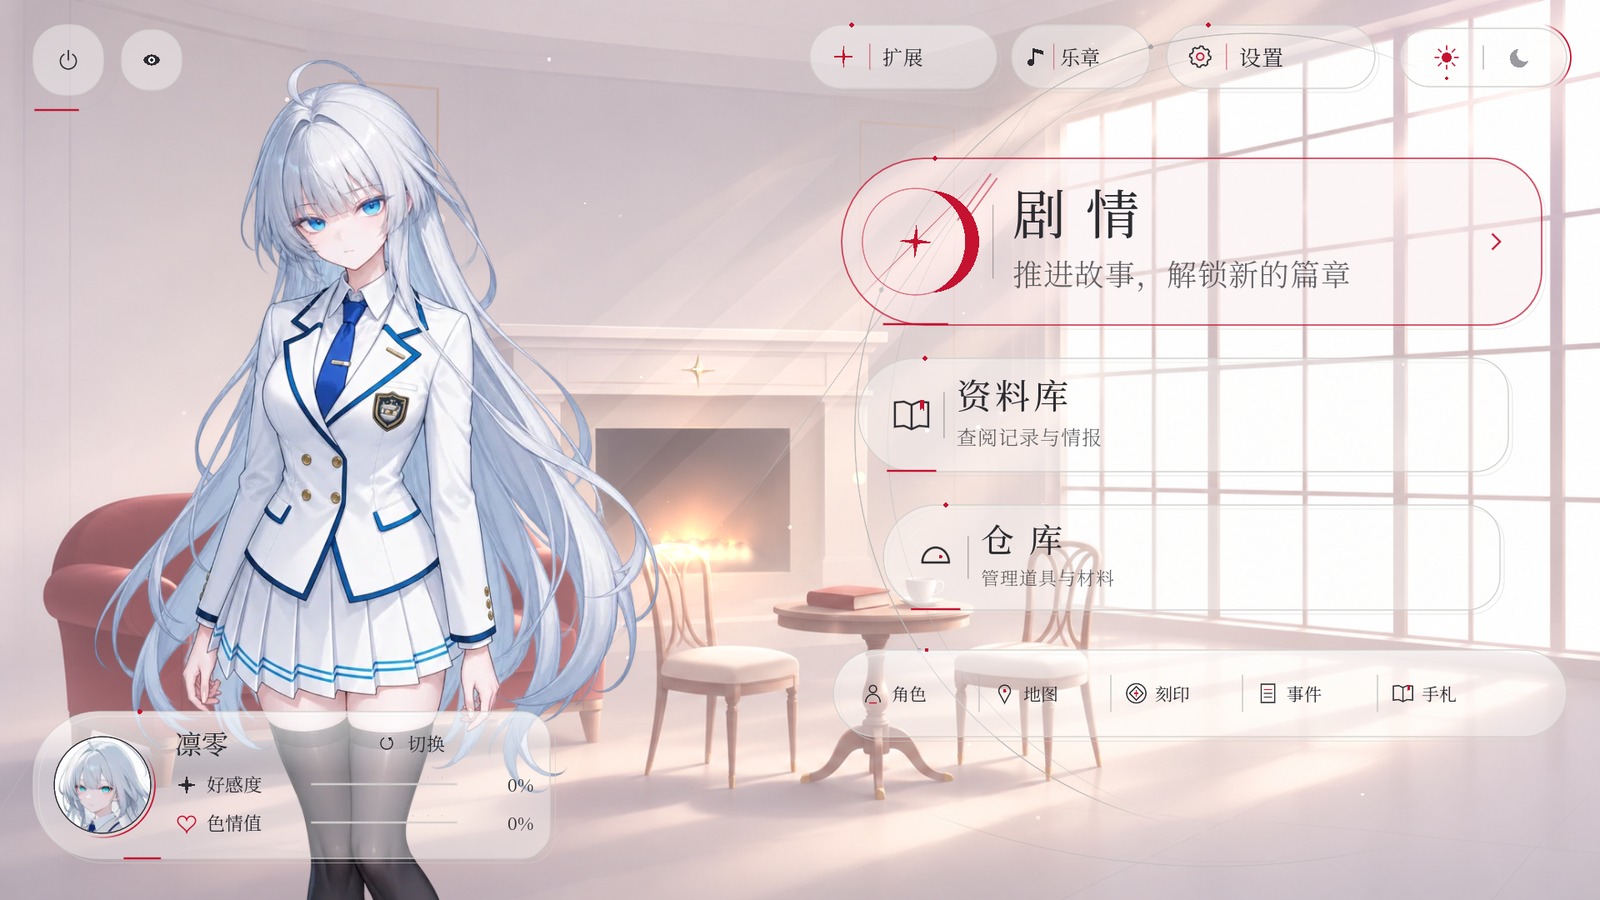 扩展
乐章
设置
剧情
推进故事，解锁新的篇章
资料库
查阅记录与情报
仓库
管理道具与材料
角色
地图
刻印
事件
手札
凛零
切换
好感度 0%
色情值 0%